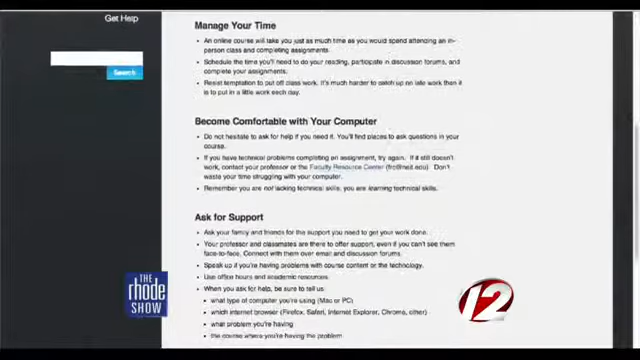 Get Help
Search
Manage Your Time
An online course will take you just as much time as you would spend attending an in-
person class and completing assignments.
Schedule the time you'll need to do your reading, participate in discussion forums, and
complete your assignments.
Resist temptation to put off class work. It's much harder to catch up on late work than it
is to put in a little work each day.
Become Comfortable with Your Computer
Do not hesitate to ask for help if you need it. You'll find places to ask questions in your
course.
If you have technical problems completing an assignment, try again. If it still doesn't
work, contact your professor or the Faculty Resource Center (frc@neit.edu). Don't
waste your time struggling with your computer.
Remember you are not lacking technical skills, you are learning technical skills.
Ask for Support
Ask your family and friends for the support you need to get your work done.
Your professor and classmates are there to offer support, even if you can't see them
face-to-face. Connect with them over email and discussion forums.
Speak up if you're having problems with course content or the technology.
Use office hours and academic resources.
When you ask for help, be sure to tell us:
what type of computer you're using (Mac or PC)
which internet browser (Firefox, Safari, Internet Explorer, Chrome, other)
what problem you're having
the course where you're having the problem
THE
rhode
SHOW
12